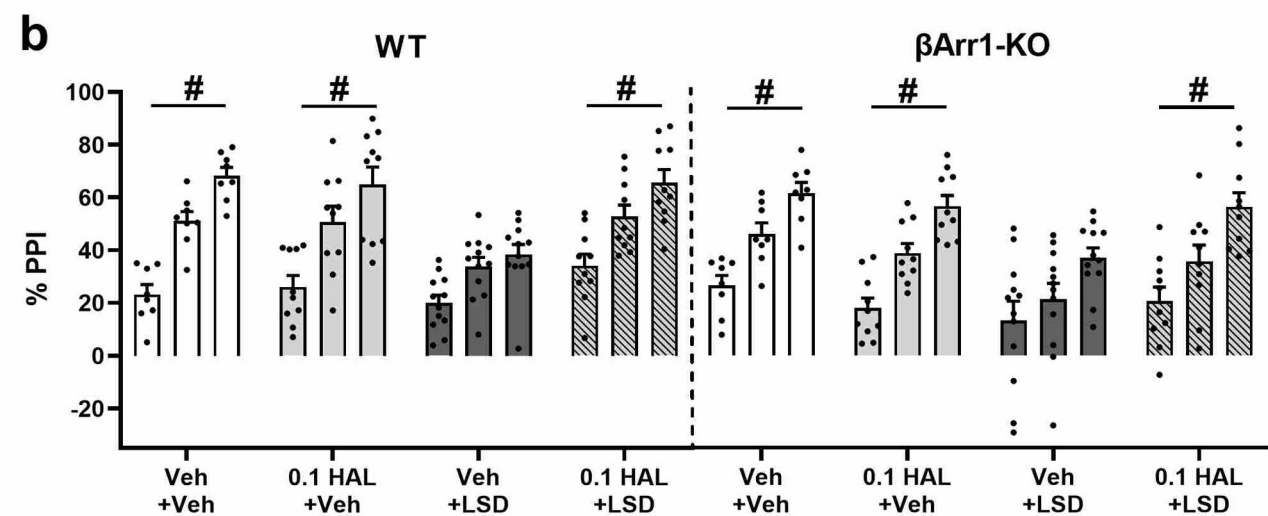 b
WT
βArr1-KO
% PPI
100
80
60
40
20
0
-20
# # # # # #
Veh +Veh
0.1 HAL +Veh
Veh +LSD
0.1 HAL +LSD
Veh +Veh
0.1 HAL +Veh
Veh +LSD
0.1 HAL +LSD